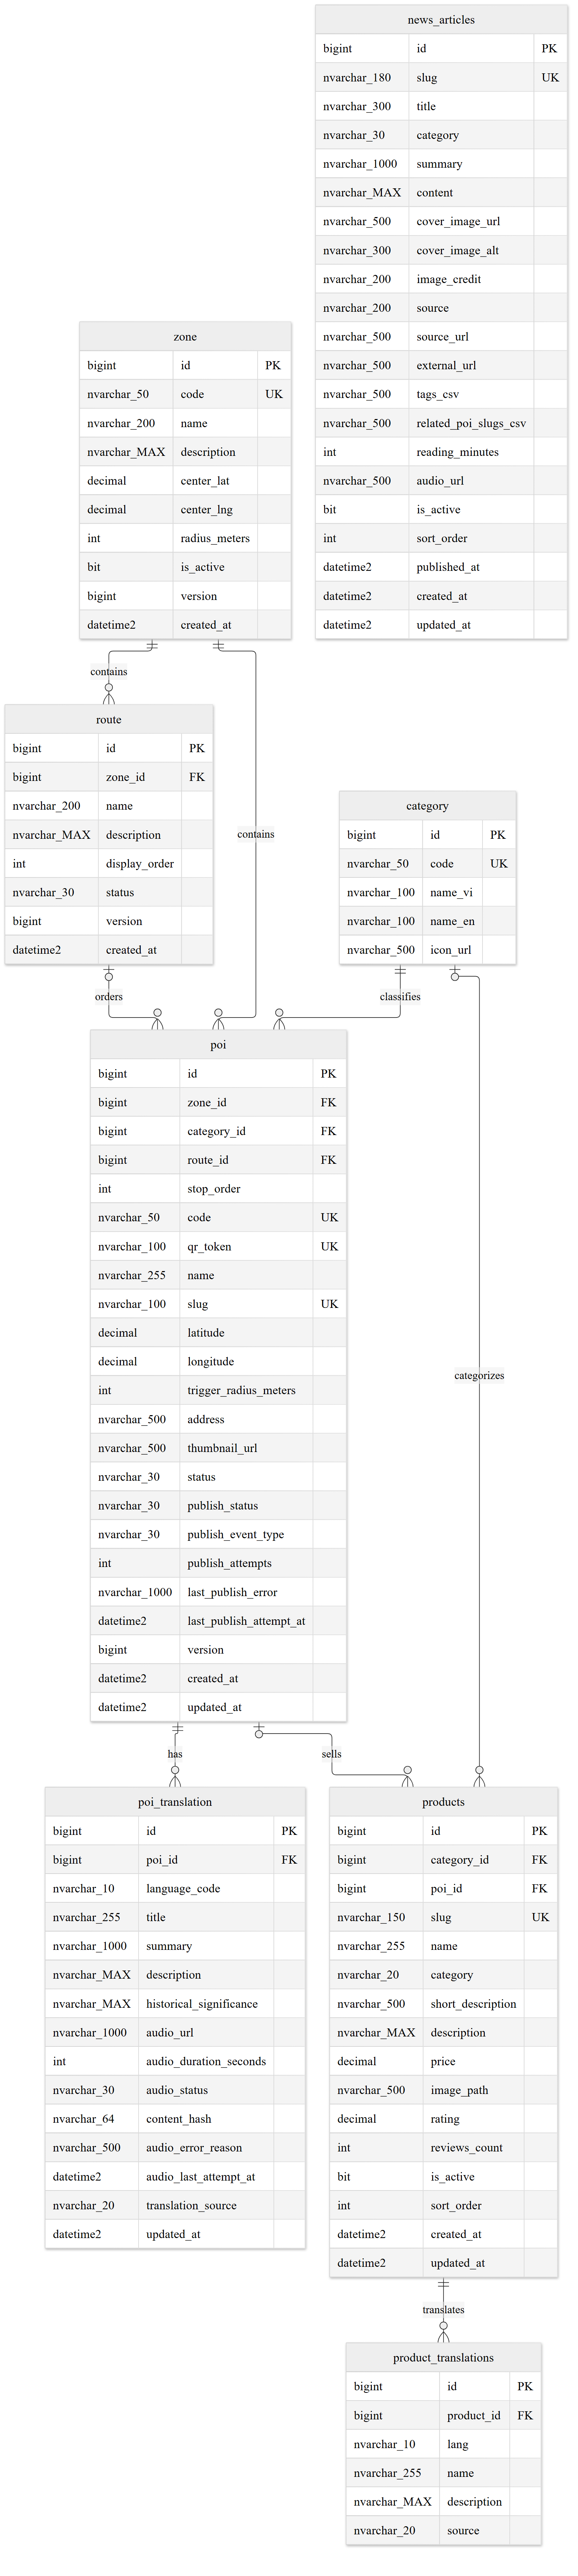 news_articles
bigint id PK
nvarchar_180 slug UK
nvarchar_300 title
nvarchar_30 category
nvarchar_1000 summary
nvarchar_MAX content
nvarchar_500 cover_image_url
nvarchar_300 cover_image_alt
nvarchar_200 image_credit
nvarchar_200 source
nvarchar_500 source_url
nvarchar_500 external_url
nvarchar_500 tags_csv
nvarchar_500 related_poi_slugs_csv
int reading_minutes
nvarchar_500 audio_url
bit is_active
int sort_order
datetime2 published_at
datetime2 created_at
datetime2 updated_at
zone
bigint id PK
nvarchar_50 code UK
nvarchar_200 name
nvarchar_MAX description
decimal center_lat
decimal center_lng
int radius_meters
bit is_active
bigint version
datetime2 created_at
contains
route
bigint id PK
bigint zone_id FK
nvarchar_200 name
nvarchar_MAX description
int display_order
nvarchar_30 status
bigint version
datetime2 created_at
contains
category
bigint id PK
nvarchar_50 code UK
nvarchar_100 name_vi
nvarchar_100 name_en
nvarchar_500 icon_url
orders
classifies
poi
bigint id PK
bigint zone_id FK
bigint category_id FK
bigint route_id FK
int stop_order
nvarchar_50 code UK
nvarchar_100 qr_token UK
nvarchar_255 name
nvarchar_100 slug UK
decimal latitude
decimal longitude
int trigger_radius_meters
nvarchar_500 address
nvarchar_500 thumbnail_url
nvarchar_30 status
nvarchar_30 publish_status
nvarchar_30 publish_event_type
int publish_attempts
nvarchar_1000 last_publish_error
datetime2 last_publish_attempt_at
bigint version
datetime2 created_at
datetime2 updated_at
categorizes
has
sells
poi_translation
bigint id PK
bigint poi_id FK
nvarchar_10 language_code
nvarchar_255 title
nvarchar_1000 summary
nvarchar_MAX description
nvarchar_MAX historical_significance
nvarchar_1000 audio_url
int audio_duration_seconds
nvarchar_30 audio_status
nvarchar_64 content_hash
nvarchar_500 audio_error_reason
datetime2 audio_last_attempt_at
nvarchar_20 translation_source
datetime2 updated_at
products
bigint id PK
bigint category_id FK
bigint poi_id FK
nvarchar_150 slug UK
nvarchar_255 name
nvarchar_20 category
nvarchar_500 short_description
nvarchar_MAX description
decimal price
nvarchar_500 image_path
decimal rating
int reviews_count
bit is_active
int sort_order
datetime2 created_at
datetime2 updated_at
translates
product_translations
bigint id PK
bigint product_id FK
nvarchar_10 lang
nvarchar_255 name
nvarchar_MAX description
nvarchar_20 source